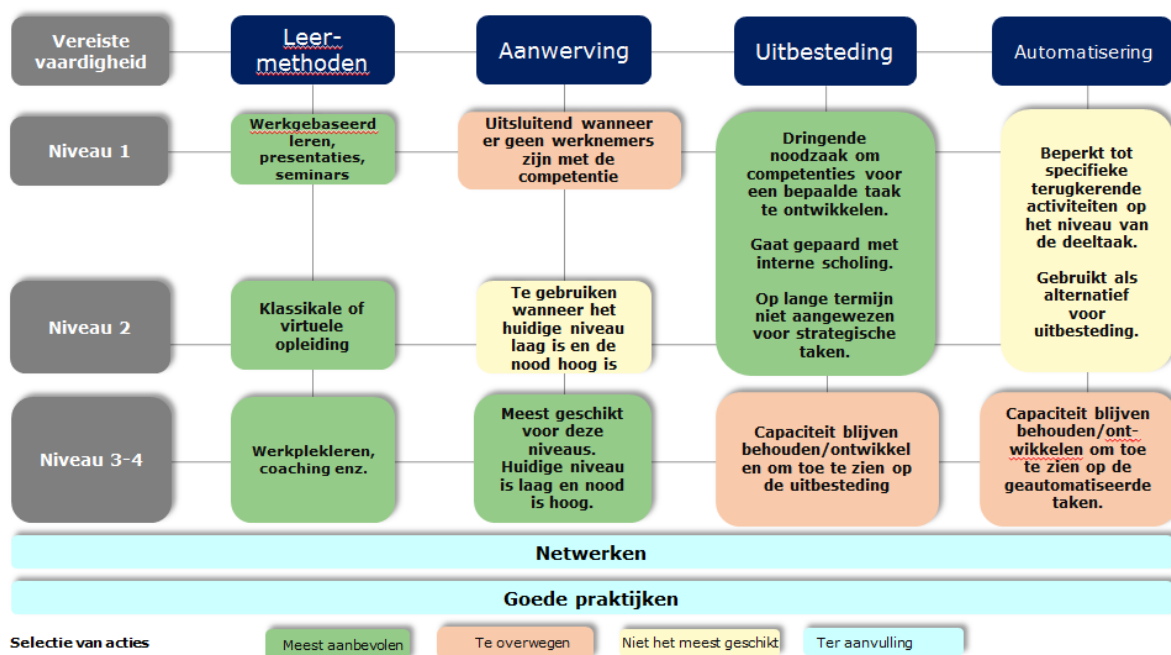 Vereiste
vaardigheid
Leer-
methoden
Aanwerving
Uitbesteding
Automatisering
Niveau 1
Werkgebaseerd
leren,
presentaties,
seminars
Uitsluitend wanneer
er geen werknemers
zijn met de
competentie
Dringende
noodzaak om
competenties voor
een bepaalde taak
te ontwikkelen.
Gaat gepaard met
interne scholing.
Op lange termijn
niet aangewezen
voor strategische
taken.
Beperkt tot
specifieke
terugkerende
activiteiten op
het niveau van
de deeltaak.
Gebruikt als
alternatief
voor
uitbesteding.
Niveau 2
Klassikale of
virtuele
opleiding
Te gebruiken
wanneer het
huidige niveau
laag is en de
nood hoog is
Niveau 3-4
Werkplekleren,
coaching enz.
Meest geschikt
voor deze
niveaus.
Huidige niveau
is laag en nood
is hoog.
Capaciteit blijven
behouden/ontwikkel
en om toe te zien op
de uitbesteding
Capaciteit blijven
behouden/ont-
wikkelen om toe
te zien op de
geautomatiseerde
taken.
Netwerken
Goede praktijken
Selectie van acties
Meest aanbevolen
Te overwegen
Niet het meest geschikt
Ter aanvulling